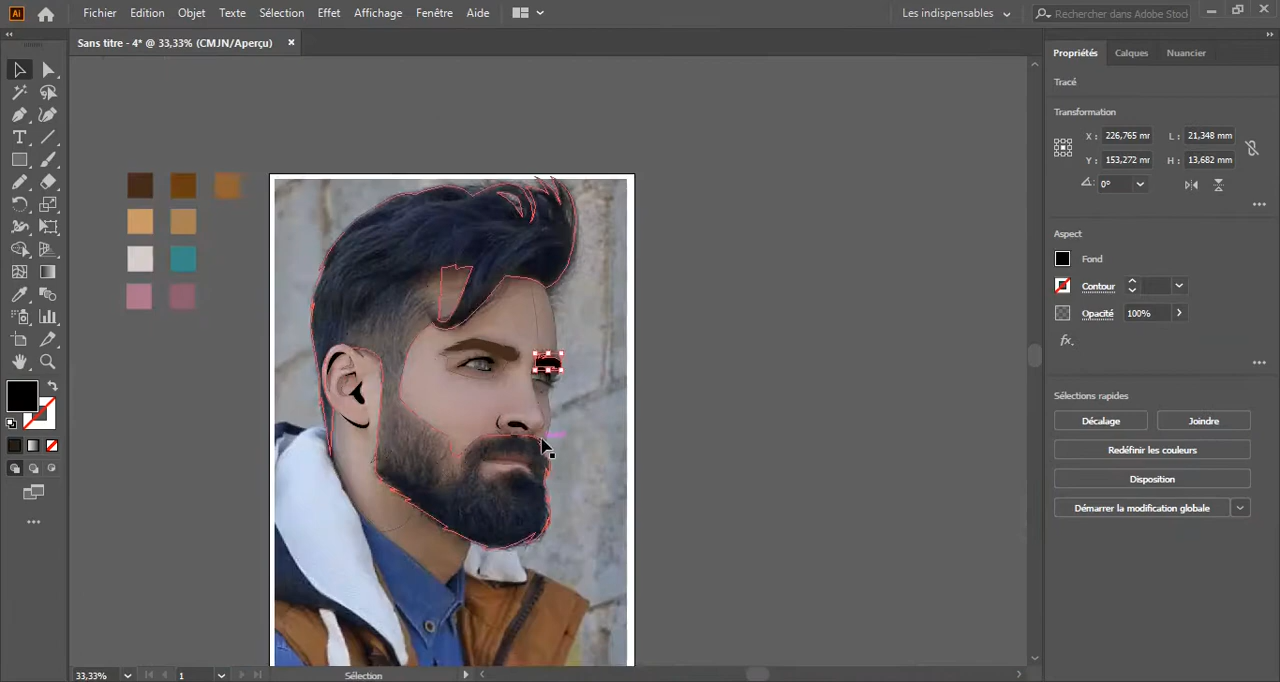 Ai Fichier Edition Objet Texte Sélection Effet Affichage Fenêtre Aide Les indispensables Rechercher dans Adobe Stock
Sans titre - 4* @ 33,33% (CMJN/Aperçu) ×
Propriétés Calques Nuancier
Tracé
Transformation
X : 226,765 mr L : 21,348 mm
Y : 153,272 mr H : 13,682 mm
0°
Aspect
Fond
Contour
Opacité 100%
fx.
Sélections rapides
Décalage Joindre
Redéfinir les couleurs
Disposition
Démarrer la modification globale
33,33% 1 Sélection